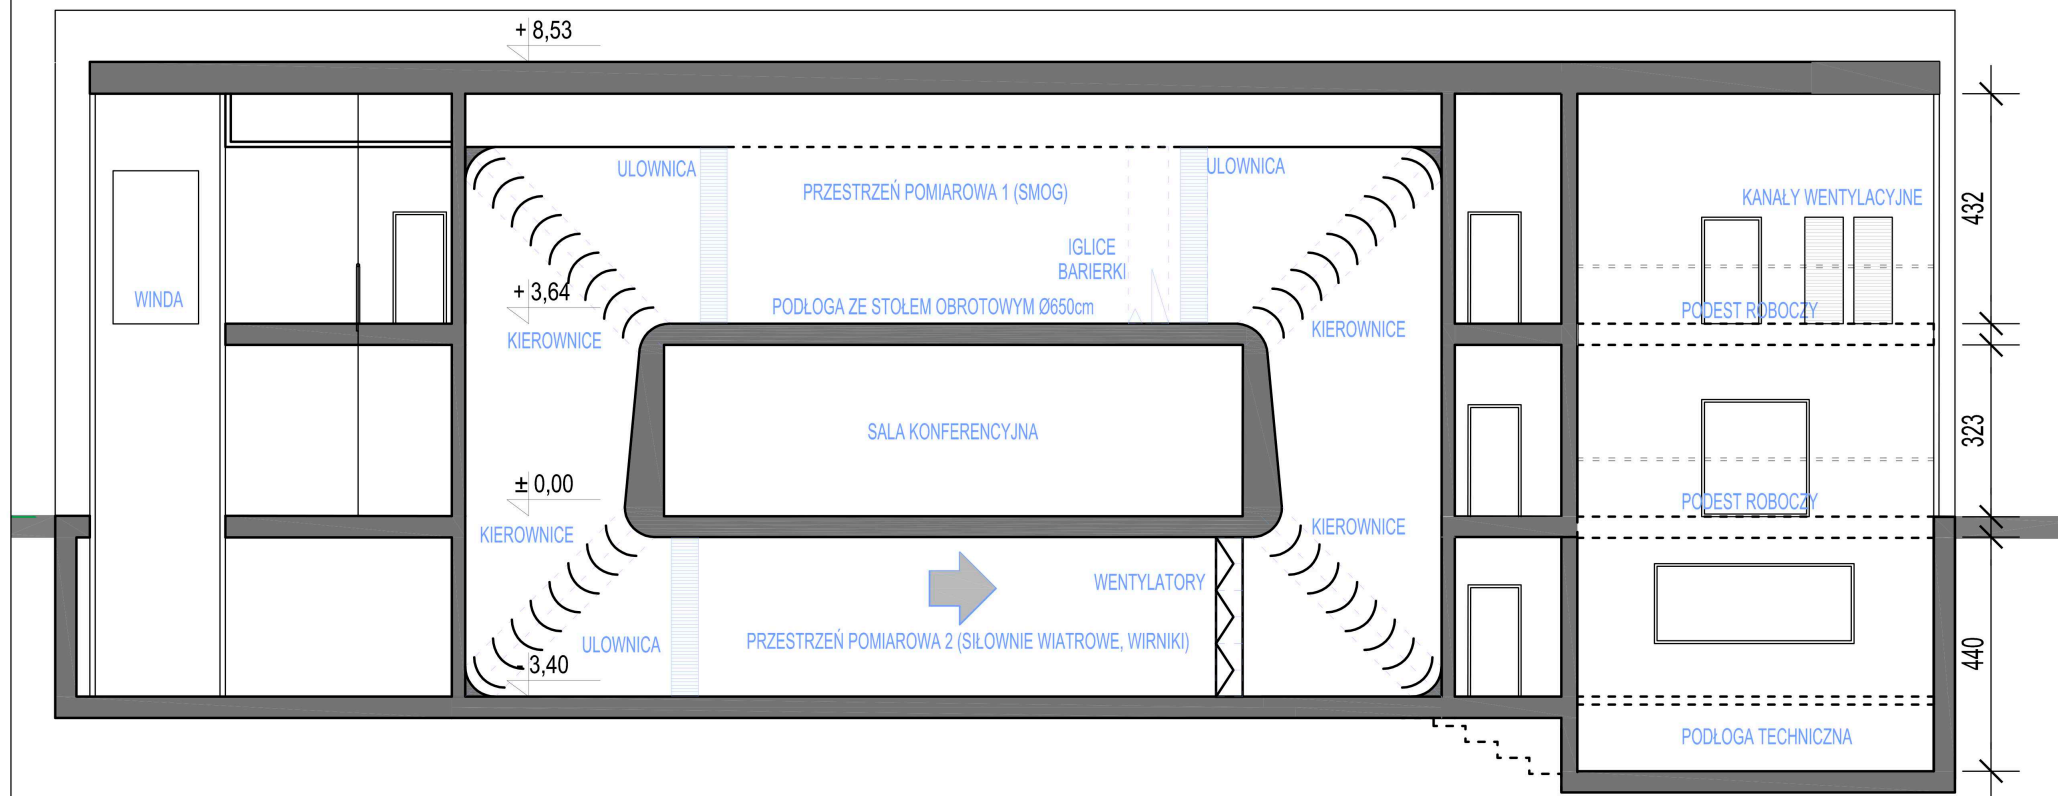 + 8,53
ULOWNICA
ULOWNICA
PRZESTRZEŃ POMIAROWA 1 (SMOG)
KANAŁY WENTYLACYJNE
432
IGLICE
BARIERKI
WINDA
+ 3,64
PODŁOGA ZE STOŁEM OBROTOWYM Ø650cm
PODEST ROBOCZY
KIEROWNICE
KIEROWNICE
SALA KONFERENCYJNA
323
± 0,00
PODEST ROBOCZY
KIEROWNICE
KIEROWNICE
WENTYLATORY
ULOWNICA
PRZESTRZEŃ POMIAROWA 2 (SIŁOWNIE WIATROWE, WIRNIKI)
- 3,40
440
PODŁOGA TECHNICZNA